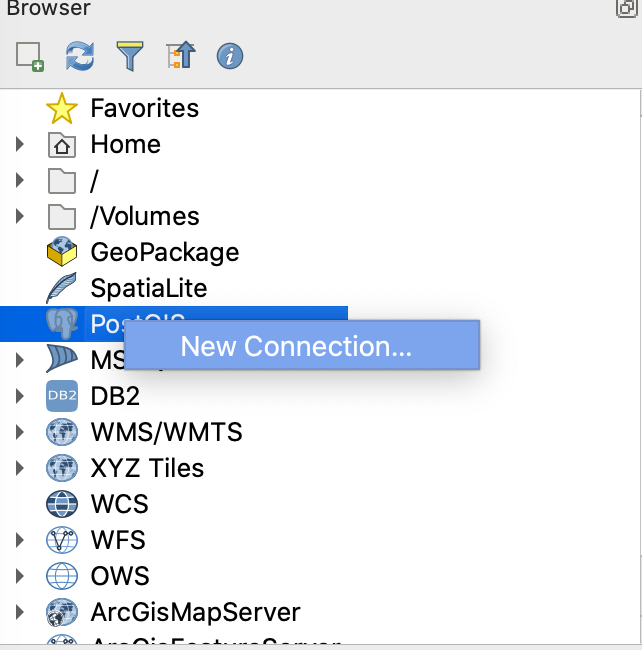 Browser
Favorites
Home
/
/Volumes
GeoPackage
SpatiaLite
PostGIS
New Connection...
DB2
DB2
WMS/WMTS
XYZ Tiles
WCS
WFS
OWS
ArcGisMapServer
ArcGisFeatureServer